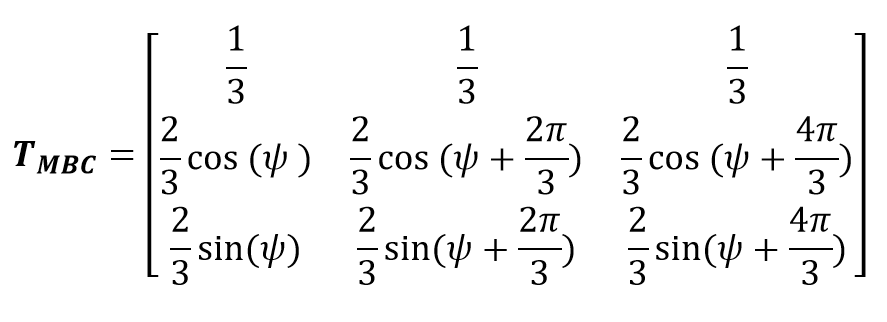 T_MBC = [ 1/3 1/3 1/3
2/3 cos (ψ ) 2/3 cos (ψ + 2π/3) 2/3 cos (ψ + 4π/3)
2/3 sin(ψ) 2/3 sin(ψ + 2π/3) 2/3 sin(ψ + 4π/3) ]